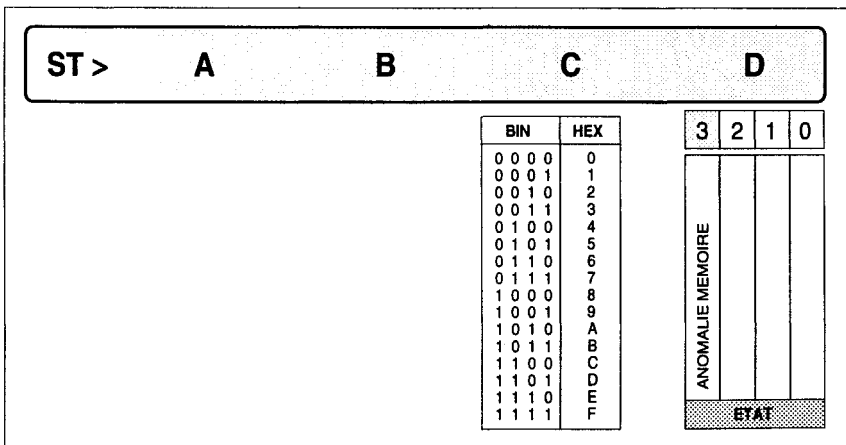 ST > A B C D
BIN HEX
0 0 0 0 0
0 0 0 1 1
0 0 1 0 2
0 0 1 1 3
0 1 0 0 4
0 1 0 1 5
0 1 1 0 6
0 1 1 1 7
1 0 0 0 8
1 0 0 1 9
1 0 1 0 A
1 0 1 1 B
1 1 0 0 C
1 1 0 1 D
1 1 1 0 E
1 1 1 1 F
3 2 1 0
ANOMALIE MEMOIRE
ETAT